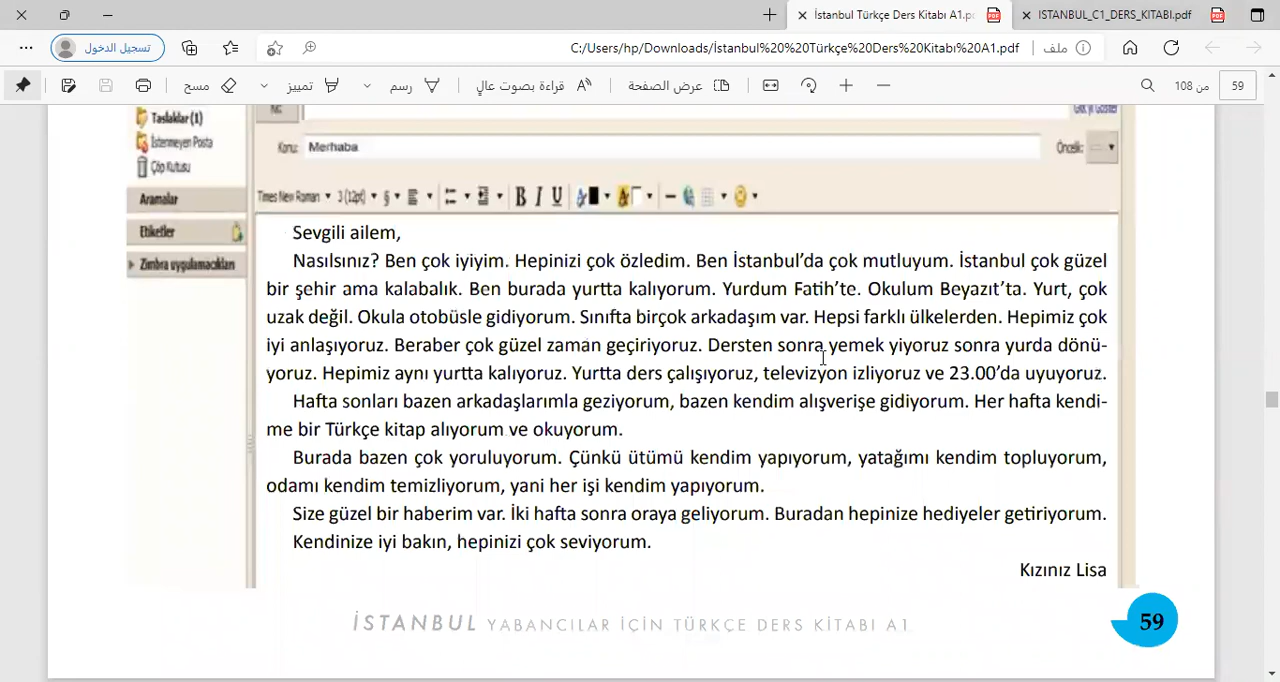 İstanbul Türkçe Ders Kitabı A1.p
ISTANBUL_C1_DERS_KITABI.pdf
تسجيل الدخول
C:/Users/hp/Downloads/İstanbul%20%20Türkçe%20Ders%20Kitabı%20A1.pdf
ملف
مسح
تمييز
رسم
قراءة بصوت عالٍ
عرض الصفحة
من 108
59
Taslaklar (1)
İstenmeyen Posta
Çöp Kutusu
Aramalar
Etiketler
Zimbra uygulamacıkları
Konu: Merhaba
Öncelik:
Times New Roman 3 (12pt) § B I U
Sevgili ailem,
Nasılsınız? Ben çok iyiyim. Hepinizi çok özledim. Ben İstanbul’da çok mutluyum. İstanbul çok güzel
bir şehir ama kalabalık. Ben burada yurtta kalıyorum. Yurdum Fatih’te. Okulum Beyazıt’ta. Yurt, çok
uzak değil. Okula otobüsle gidiyorum. Sınıfta birçok arkadaşım var. Hepsi farklı ülkelerden. Hepimiz çok
iyi anlaşıyoruz. Beraber çok güzel zaman geçiriyoruz. Dersten sonra yemek yiyoruz sonra yurda dönü-
yoruz. Hepimiz aynı yurtta kalıyoruz. Yurtta ders çalışıyoruz, televizyon izliyoruz ve 23.00’da uyuyoruz.
Hafta sonları bazen arkadaşlarımla geziyorum, bazen kendim alışverişe gidiyorum. Her hafta kendi-
me bir Türkçe kitap alıyorum ve okuyorum.
Burada bazen çok yoruluyorum. Çünkü ütümü kendim yapıyorum, yatağımı kendim topluyorum,
odamı kendim temizliyorum, yani her işi kendim yapıyorum.
Size güzel bir haberim var. İki hafta sonra oraya geliyorum. Buradan hepinize hediyeler getiriyorum.
Kendinize iyi bakın, hepinizi çok seviyorum.
Kızınız Lisa
İSTANBUL YABANCILAR İÇİN TÜRKÇE DERS KİTABI A1
59